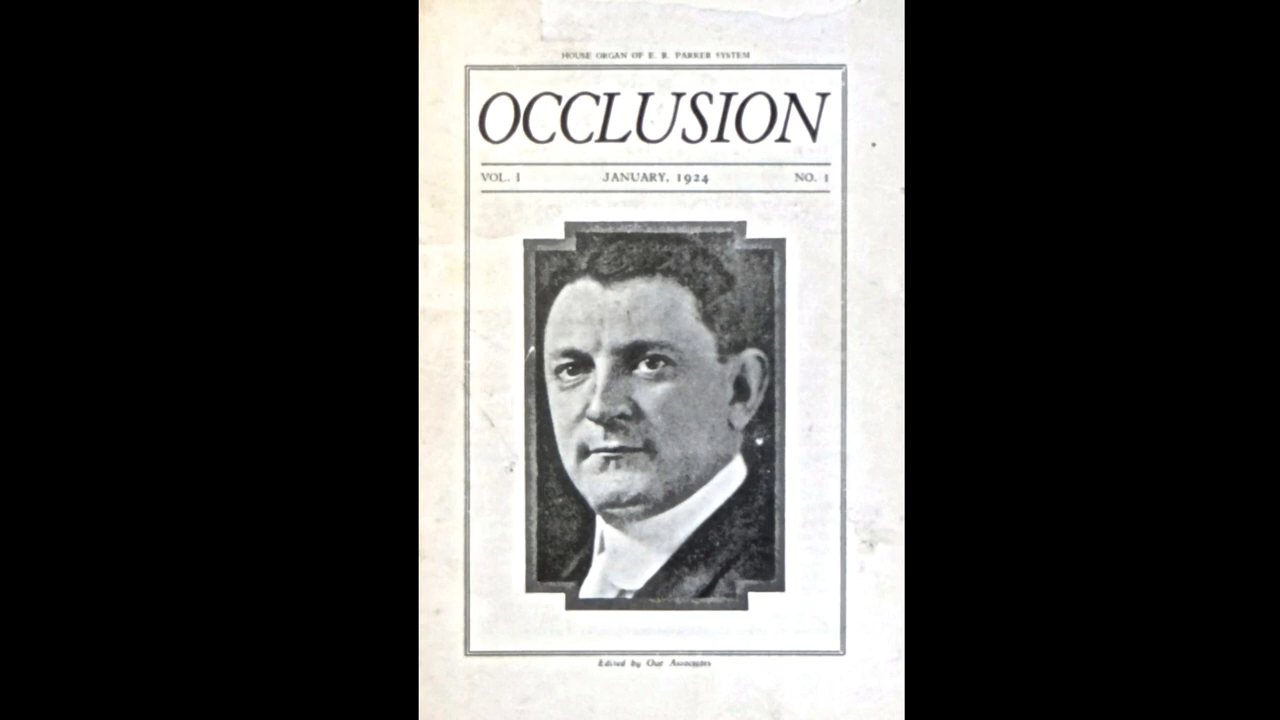 HOUSE ORGAN OF E. R. PARKER SYSTEM
OCCLUSION
VOL. I JANUARY, 1924 NO. 1
Edited by Our Associates